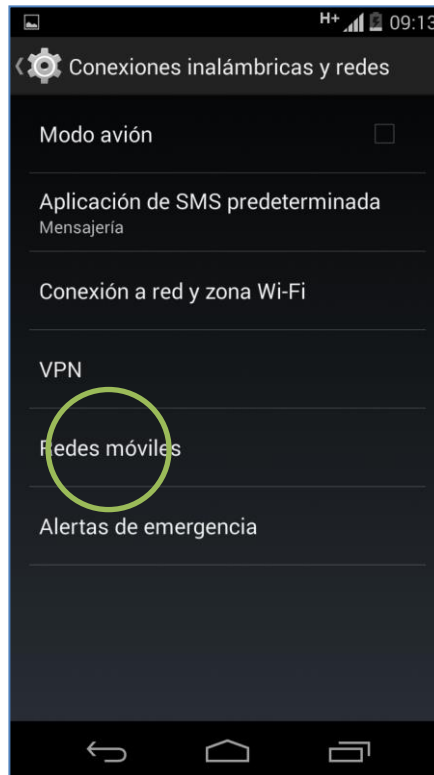 H+ 09:13
Conexiones inalámbricas y redes
Modo avión
Aplicación de SMS predeterminada
Mensajería
Conexión a red y zona Wi-Fi
VPN
Redes móviles
Alertas de emergencia